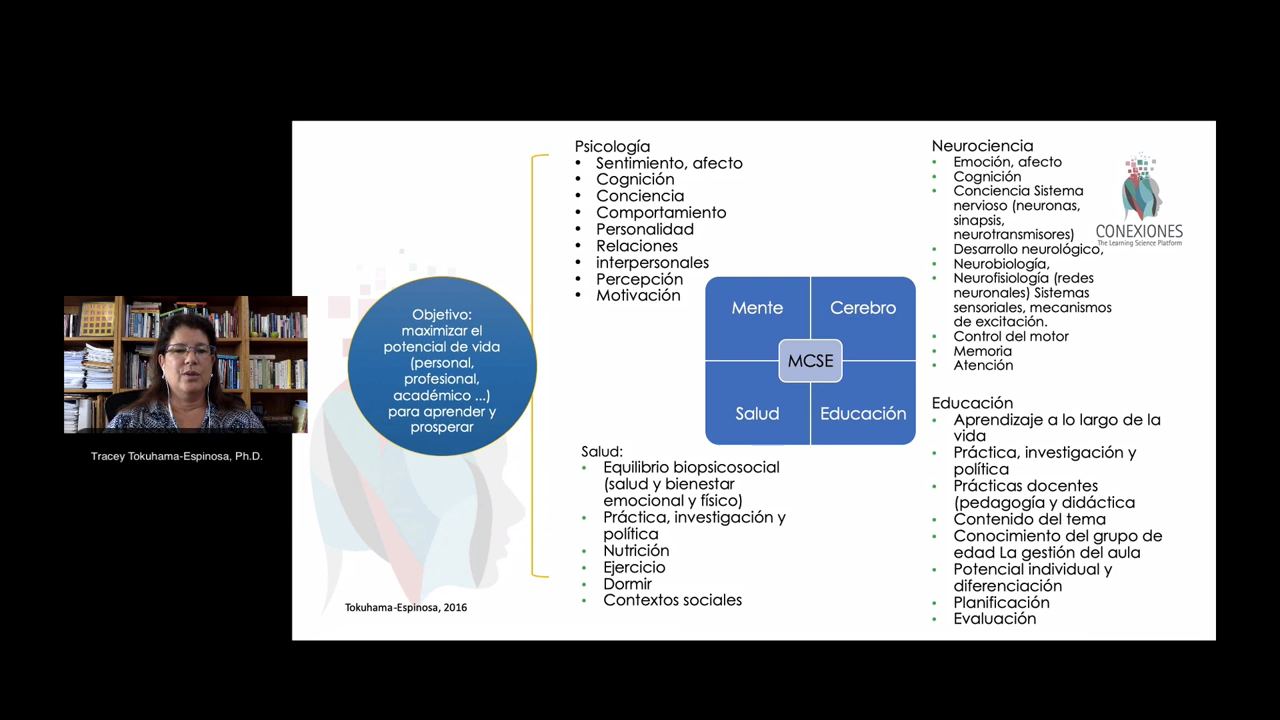 Psicología
• Sentimiento, afecto
• Cognición
• Conciencia
• Comportamiento
• Personalidad
• Relaciones
• interpersonales
• Percepción
• Motivación
Neurociencia
• Emoción, afecto
• Cognición
• Conciencia Sistema
nervioso (neuronas,
sinapsis,
neurotransmisores)
• Desarrollo neurológico,
• Neurobiología,
• Neurofisiología (redes
neuronales) Sistemas
sensoriales, mecanismos
de excitación.
• Control del motor
• Memoria
• Atención
CONEXIONES
The Learning Science Platform
Objetivo:
maximizar el
potencial de vida
(personal,
profesional,
académico ...)
para aprender y
prosperar
Mente
Cerebro
MCSE
Salud
Educación
Tracey Tokuhama-Espinosa, Ph.D.
Salud:
• Equilibrio biopsicosocial
(salud y bienestar
emocional y físico)
• Práctica, investigación y
política
• Nutrición
• Ejercicio
• Dormir
• Contextos sociales
Educación
• Aprendizaje a lo largo de la
vida
• Práctica, investigación y
política
• Prácticas docentes
(pedagogía y didáctica
• Contenido del tema
• Conocimiento del grupo de
edad La gestión del aula
• Potencial individual y
diferenciación
• Planificación
• Evaluación
Tokuhama-Espinosa, 2016